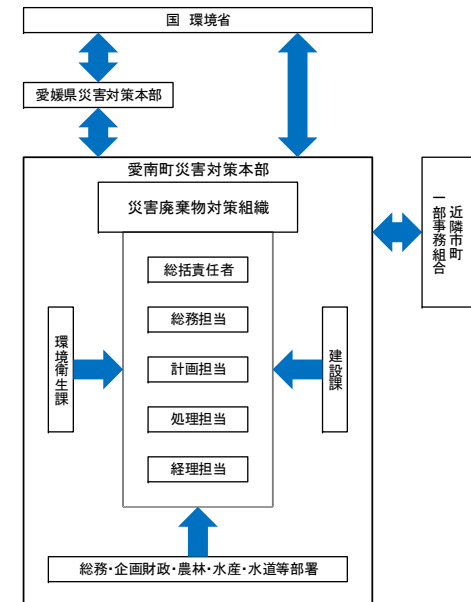 国 環境省
愛媛県災害対策本部
愛南町災害対策本部
災害廃棄物対策組織
総括責任者
総務担当
計画担当
処理担当
経理担当
環境衛生課
建設課
近隣市町
一部事務組合
総務・企画財政・農林・水産・水道等部署